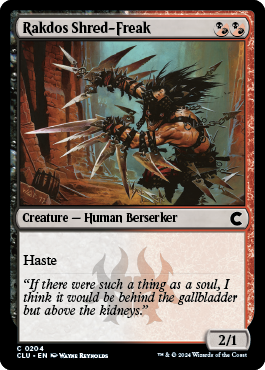 Rakdos Shred-Freak
Creature — Human Berserker
Haste
“If there were such a thing as a soul, I
think it would be behind the gallbladder
but above the kidneys.”
2/1
C 0204
CLU • EN Wayne Reynolds
™ & © 2024 Wizards of the Coast